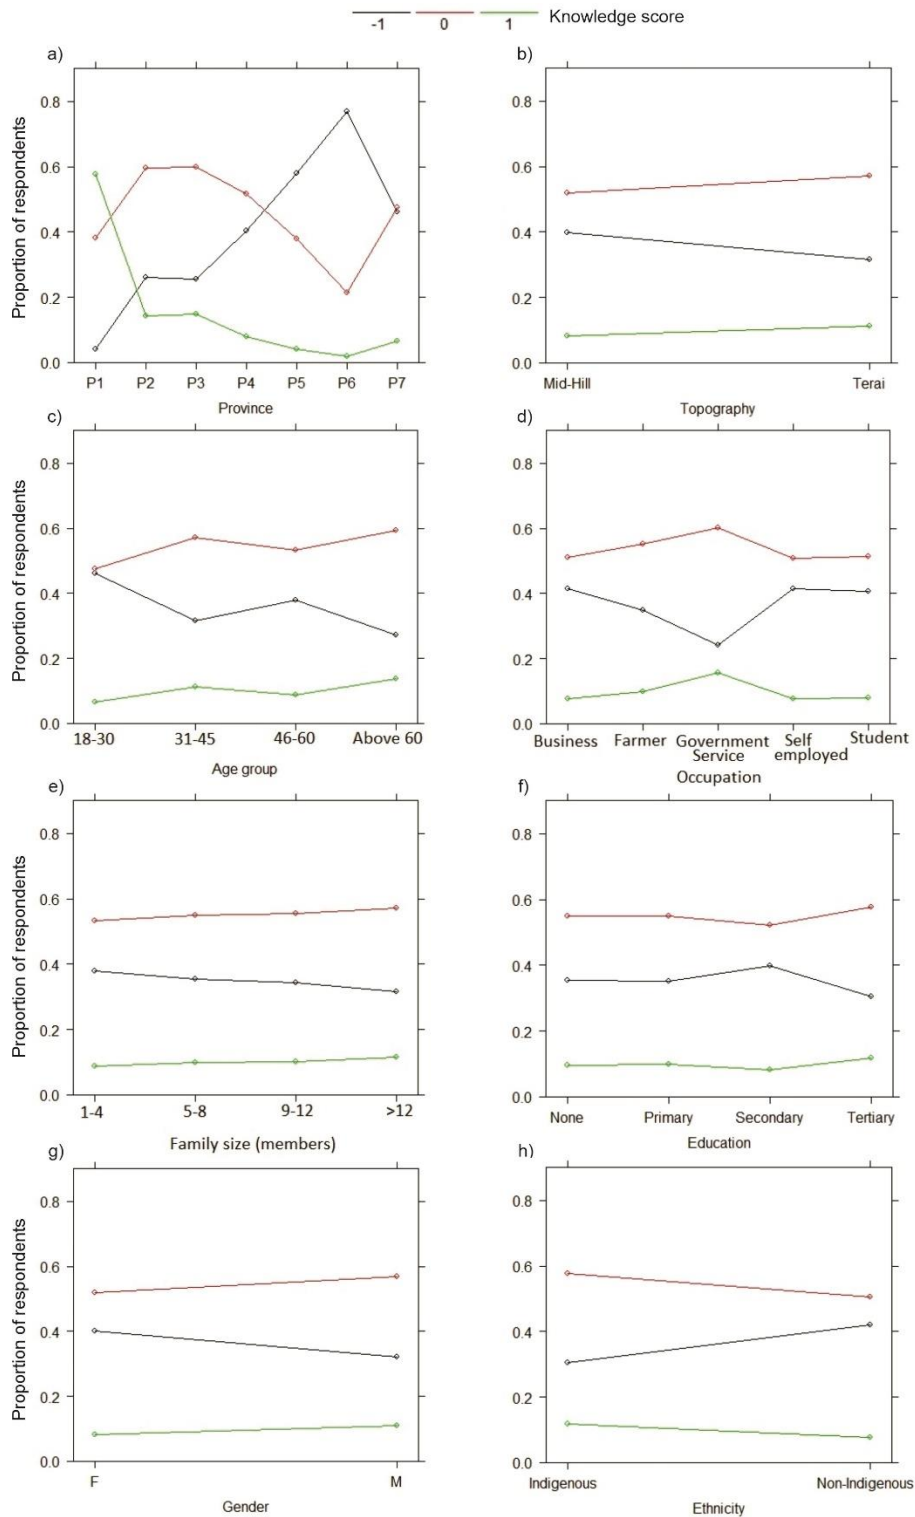 -1 0 1 Knowledge score
a)
Proportion of respondents
0.8
0.6
0.4
0.2
0.0
P1 P2 P3 P4 P5 P6 P7
Province
b)
0.8
0.6
0.4
0.2
0.0
Mid-Hill Terai
Topography
c)
Proportion of respondents
0.8
0.6
0.4
0.2
0.0
18-30 31-45 46-60 Above 60
Age group
d)
0.8
0.6
0.4
0.2
0.0
Business Farmer Government Self Student
Service employed
Occupation
e)
Proportion of respondents
0.8
0.6
0.4
0.2
0.0
1-4 5-8 9-12 >12
Family size (members)
f)
0.8
0.6
0.4
0.2
0.0
None Primary Secondary Tertiary
Education
g)
Proportion of respondents
0.8
0.6
0.4
0.2
0.0
F M
Gender
h)
0.8
0.6
0.4
0.2
0.0
Indigenous Non-Indigenous
Ethnicity